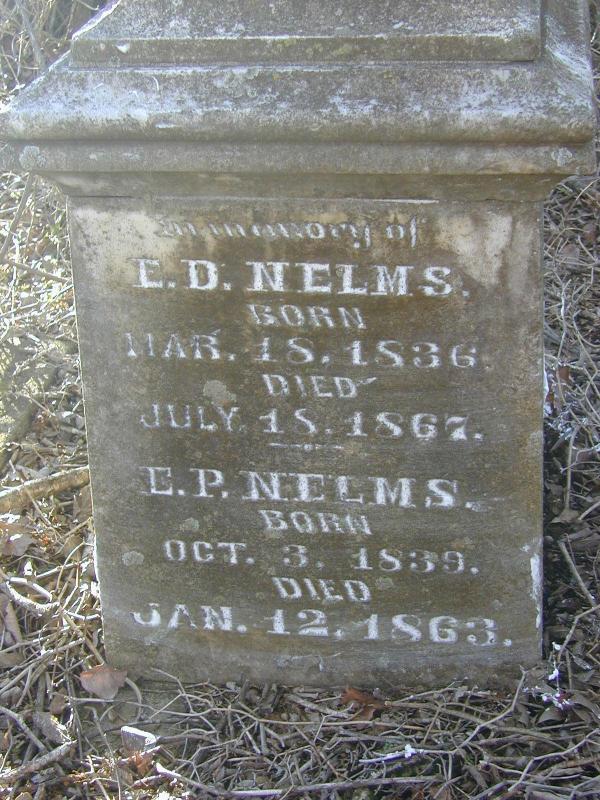 in memory of
E.D. NELMS.
BORN
MAR. 18. 1836.
DIED
JULY. 18. 1867.
E.P. NELMS.
BORN
OCT. 3. 1839.
DIED
JAN. 12. 1863.